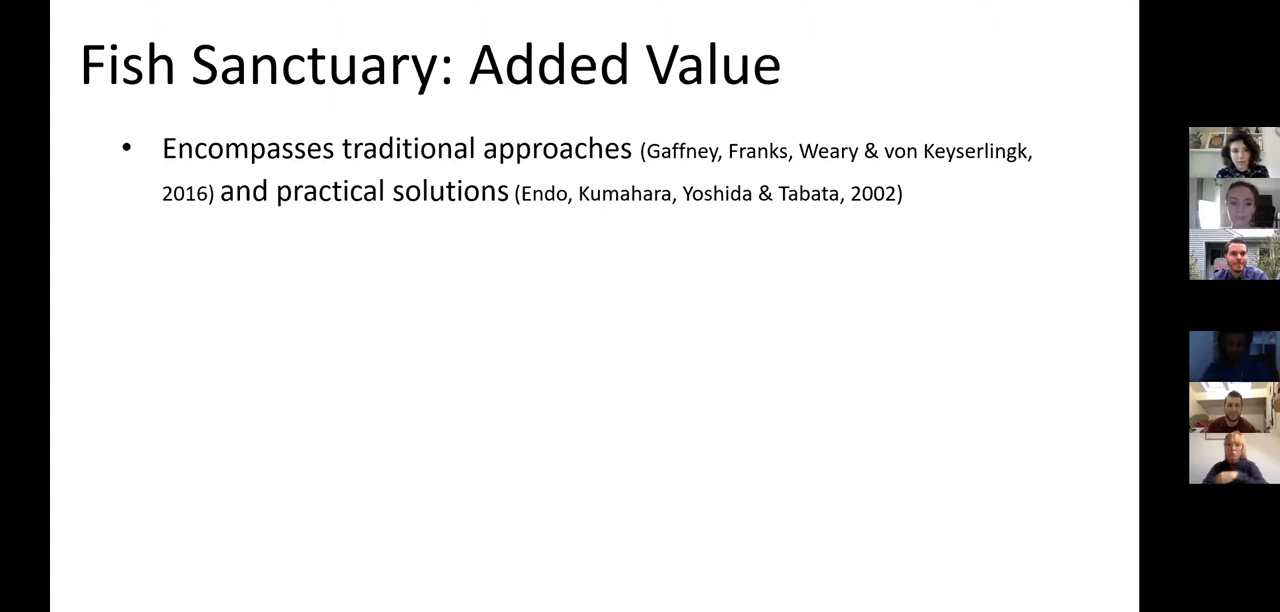 Fish Sanctuary: Added Value
• Encompasses traditional approaches (Gaffney, Franks, Weary & von Keyserlingk,
2016) and practical solutions (Endo, Kumahara, Yoshida & Tabata, 2002)